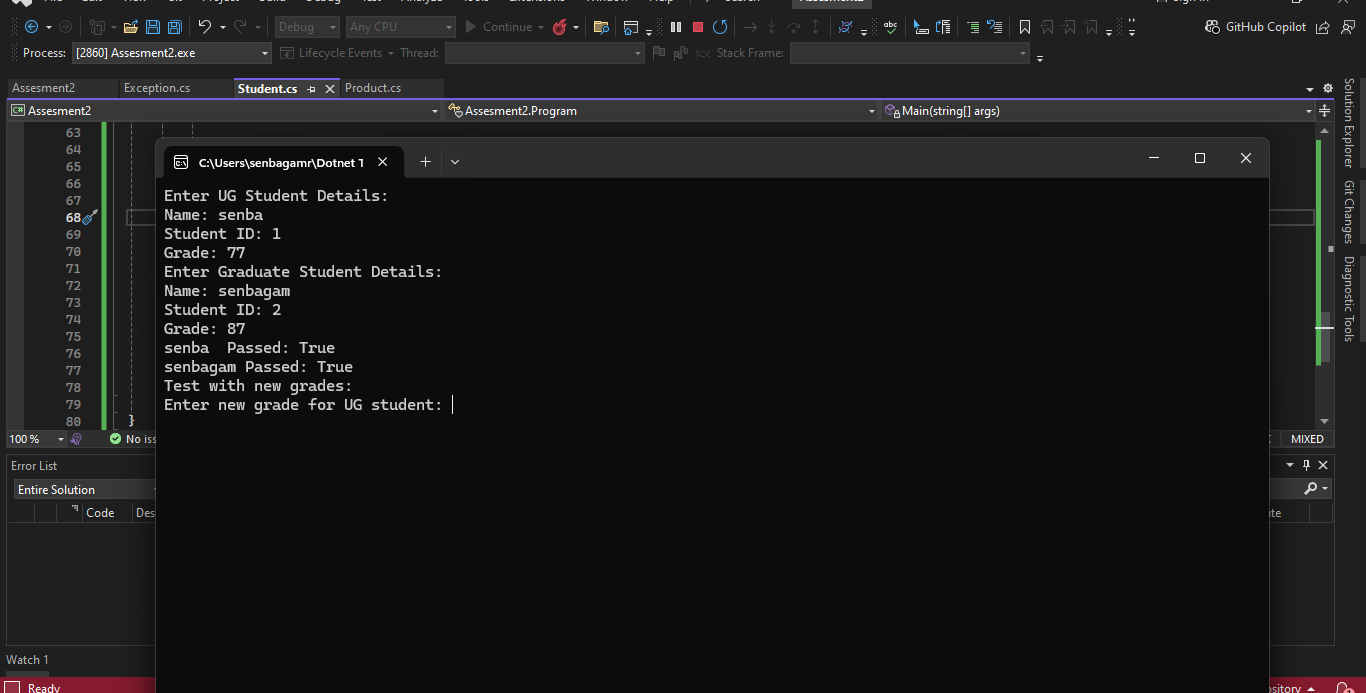 Debug Any CPU Continue GitHub Copilot
Process: [2860] Assesment2.exe Lifecycle Events Thread: Stack Frame:
Assesment2 Exception.cs Student.cs Product.cs
Assesment2 Assesment2.Program Main(string[] args)
Solution Explorer
Git Changes
Diagnostic Tools
63
64
65
66
67
68
69
70
71
72
73
74
75
76
77
78
79
80 }
C:\Users\senbagamr\Dotnet T
Enter UG Student Details:
Name: senba
Student ID: 1
Grade: 77
Enter Graduate Student Details:
Name: senbagam
Student ID: 2
Grade: 87
senba  Passed: True
senbagam Passed: True
Test with new grades:
Enter new grade for UG student:
100 % No iss MIXED
Error List
Entire Solution
Code Des
Watch 1
Ready